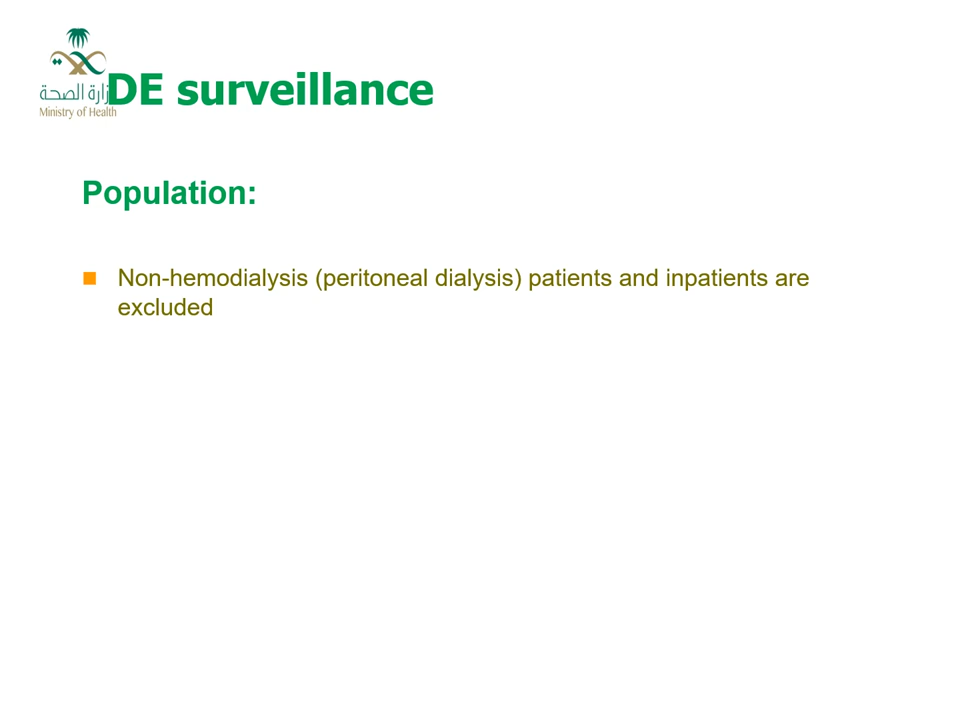 وزارة الصحة
Ministry of Health
DE surveillance
Population:
Non-hemodialysis (peritoneal dialysis) patients and inpatients are
excluded